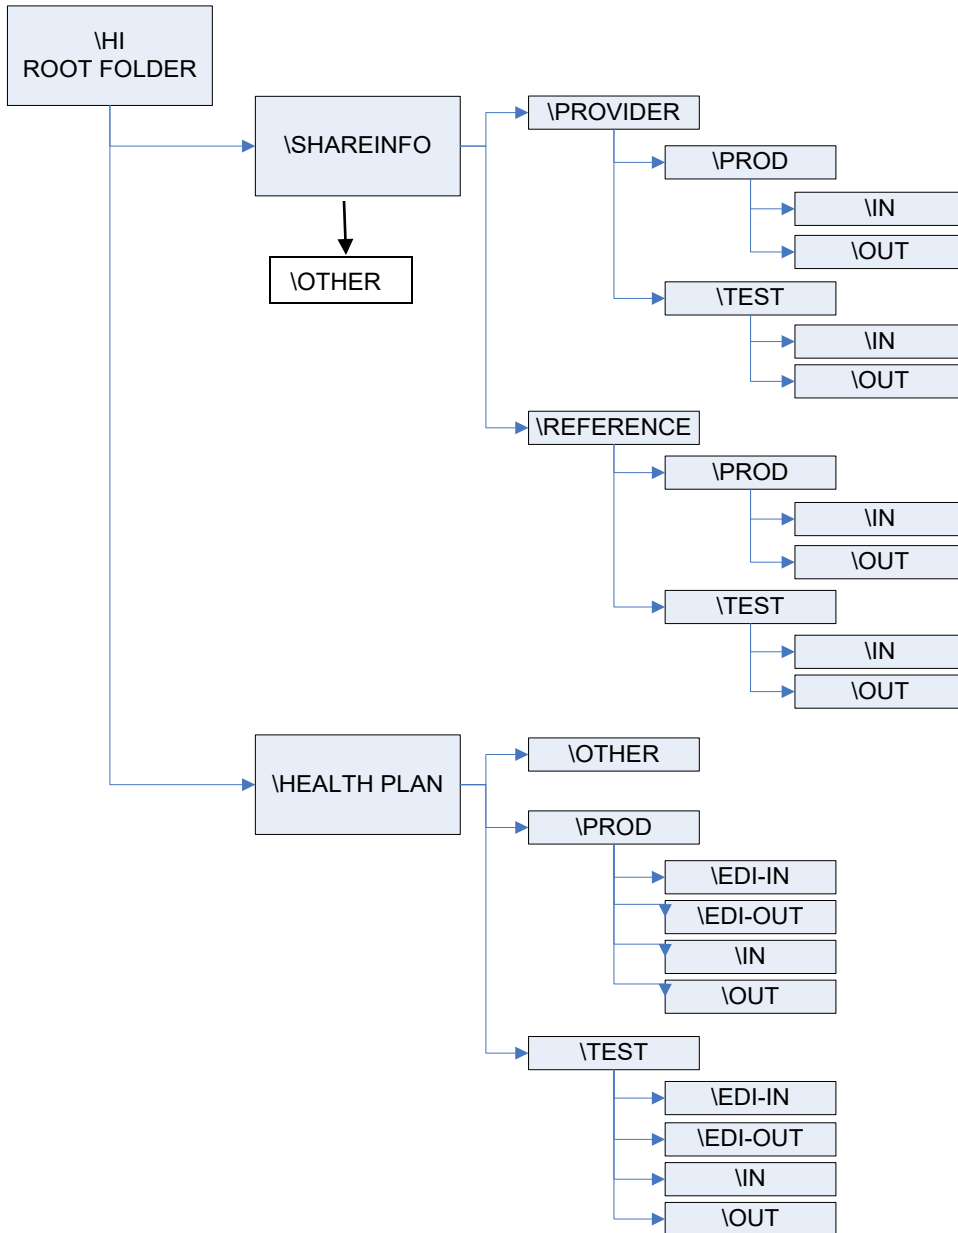 \HI
ROOT FOLDER
\SHAREINFO
\OTHER
\PROVIDER
\PROD
\IN
\OUT
\TEST
\IN
\OUT
\REFERENCE
\PROD
\IN
\OUT
\TEST
\IN
\OUT
\HEALTH PLAN
\OTHER
\PROD
\EDI-IN
\EDI-OUT
\IN
\OUT
\TEST
\EDI-IN
\EDI-OUT
\IN
\OUT